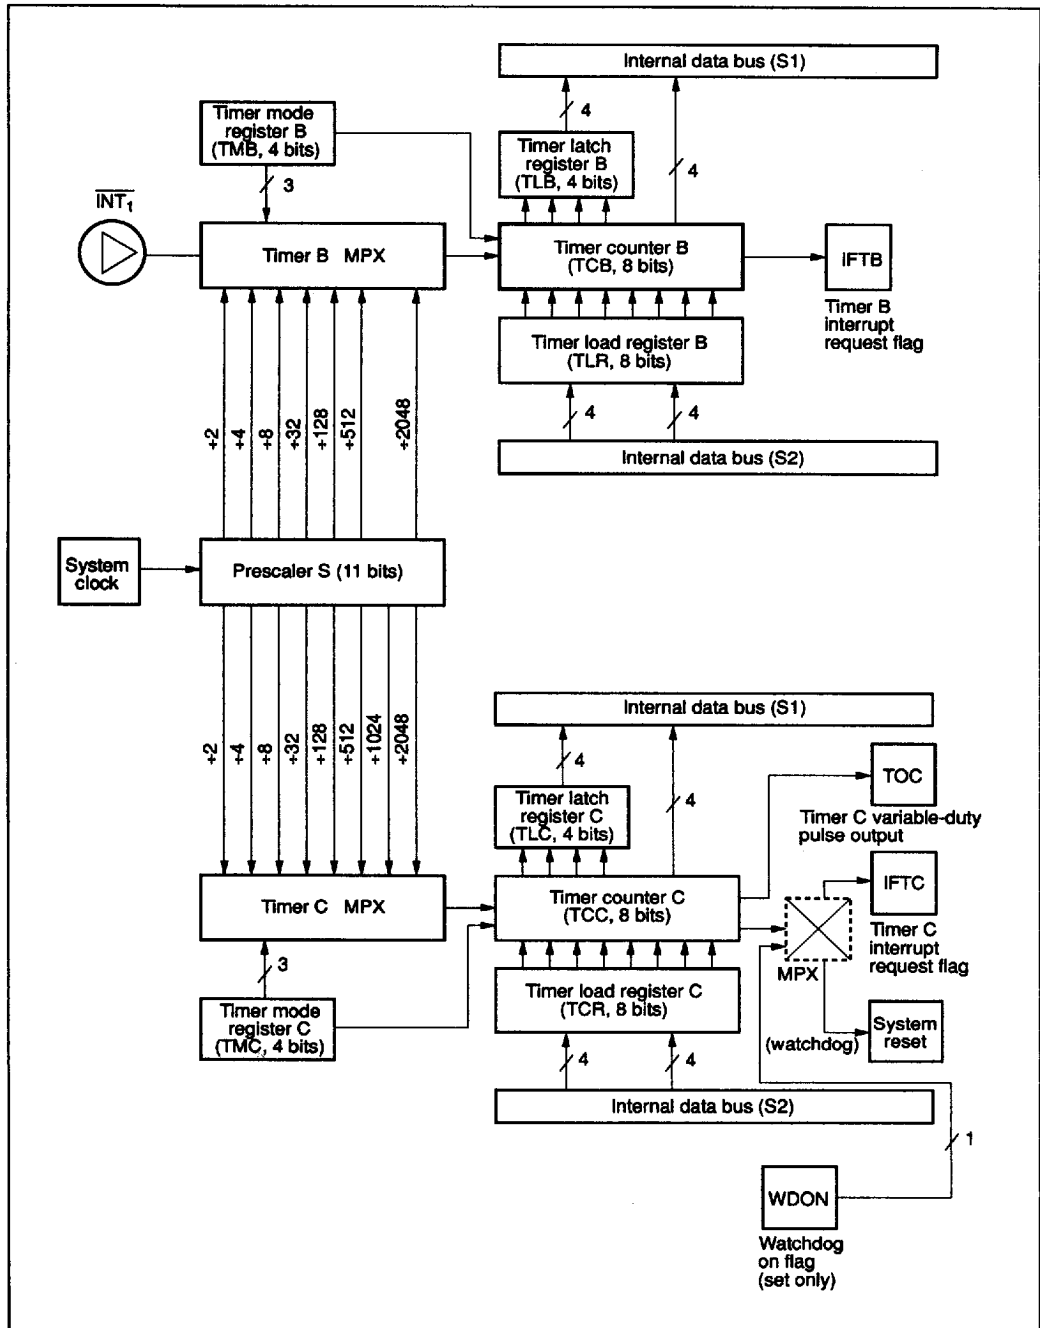 Internal data bus (S1)
4
Timer mode
register B
(TMB, 4 bits)
Timer latch
register B
(TLB, 4 bits)
4
3
INT1
Timer B MPX
Timer counter B
(TCB, 8 bits)
IFTB
Timer B
interrupt
request flag
Timer load register B
(TLR, 8 bits)
4
4
÷2
÷4
÷8
÷32
÷128
÷512
÷2048
Internal data bus (S2)
System
clock
Prescaler S (11 bits)
÷2
÷4
÷8
÷32
÷128
÷512
÷1024
÷2048
Internal data bus (S1)
4
Timer latch
register C
(TLC, 4 bits)
4
TOC
Timer C variable-duty
pulse output
Timer C MPX
Timer counter C
(TCC, 8 bits)
IFTC
Timer C
interrupt
request flag
MPX
3
Timer mode
register C
(TMC, 4 bits)
Timer load register C
(TCR, 8 bits)
(watchdog)
System
reset
4
4
Internal data bus (S2)
1
WDON
Watchdog
on flag
(set only)